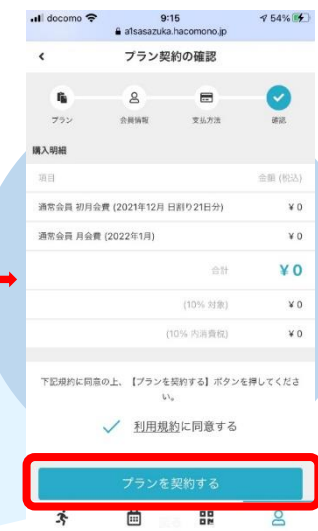 docomo 9:15 54%
a1sasazuka.hacomono.jp
プラン契約の確認
プラン 会員情報 支払方法 確認
購入明細
項目 金額 (税込)
通常会員 初月会費 (2021年12月 日割り21日分) ¥ 0
通常会員 月会費 (2022年1月) ¥ 0
合計 ¥ 0
(10% 対象) ¥ 0
(10% 内消費税) ¥ 0
下記規約に同意の上、【プランを契約する】ボタンを押してくださ
い。
利用規約に同意する
プランを契約する